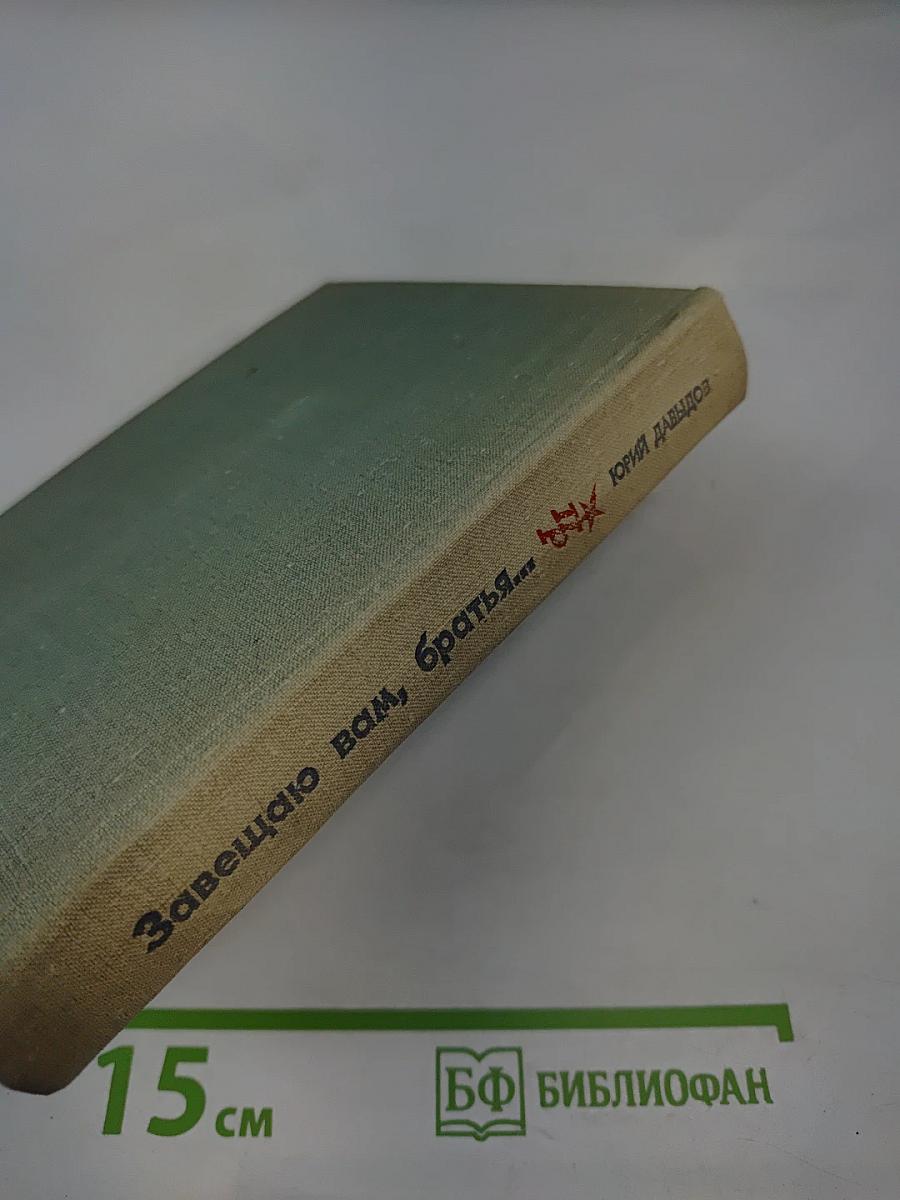 Завещаю вам, братья...
ЮРИЙ ДАВЫДОВ
15 см
БФ БИБЛИОФАН